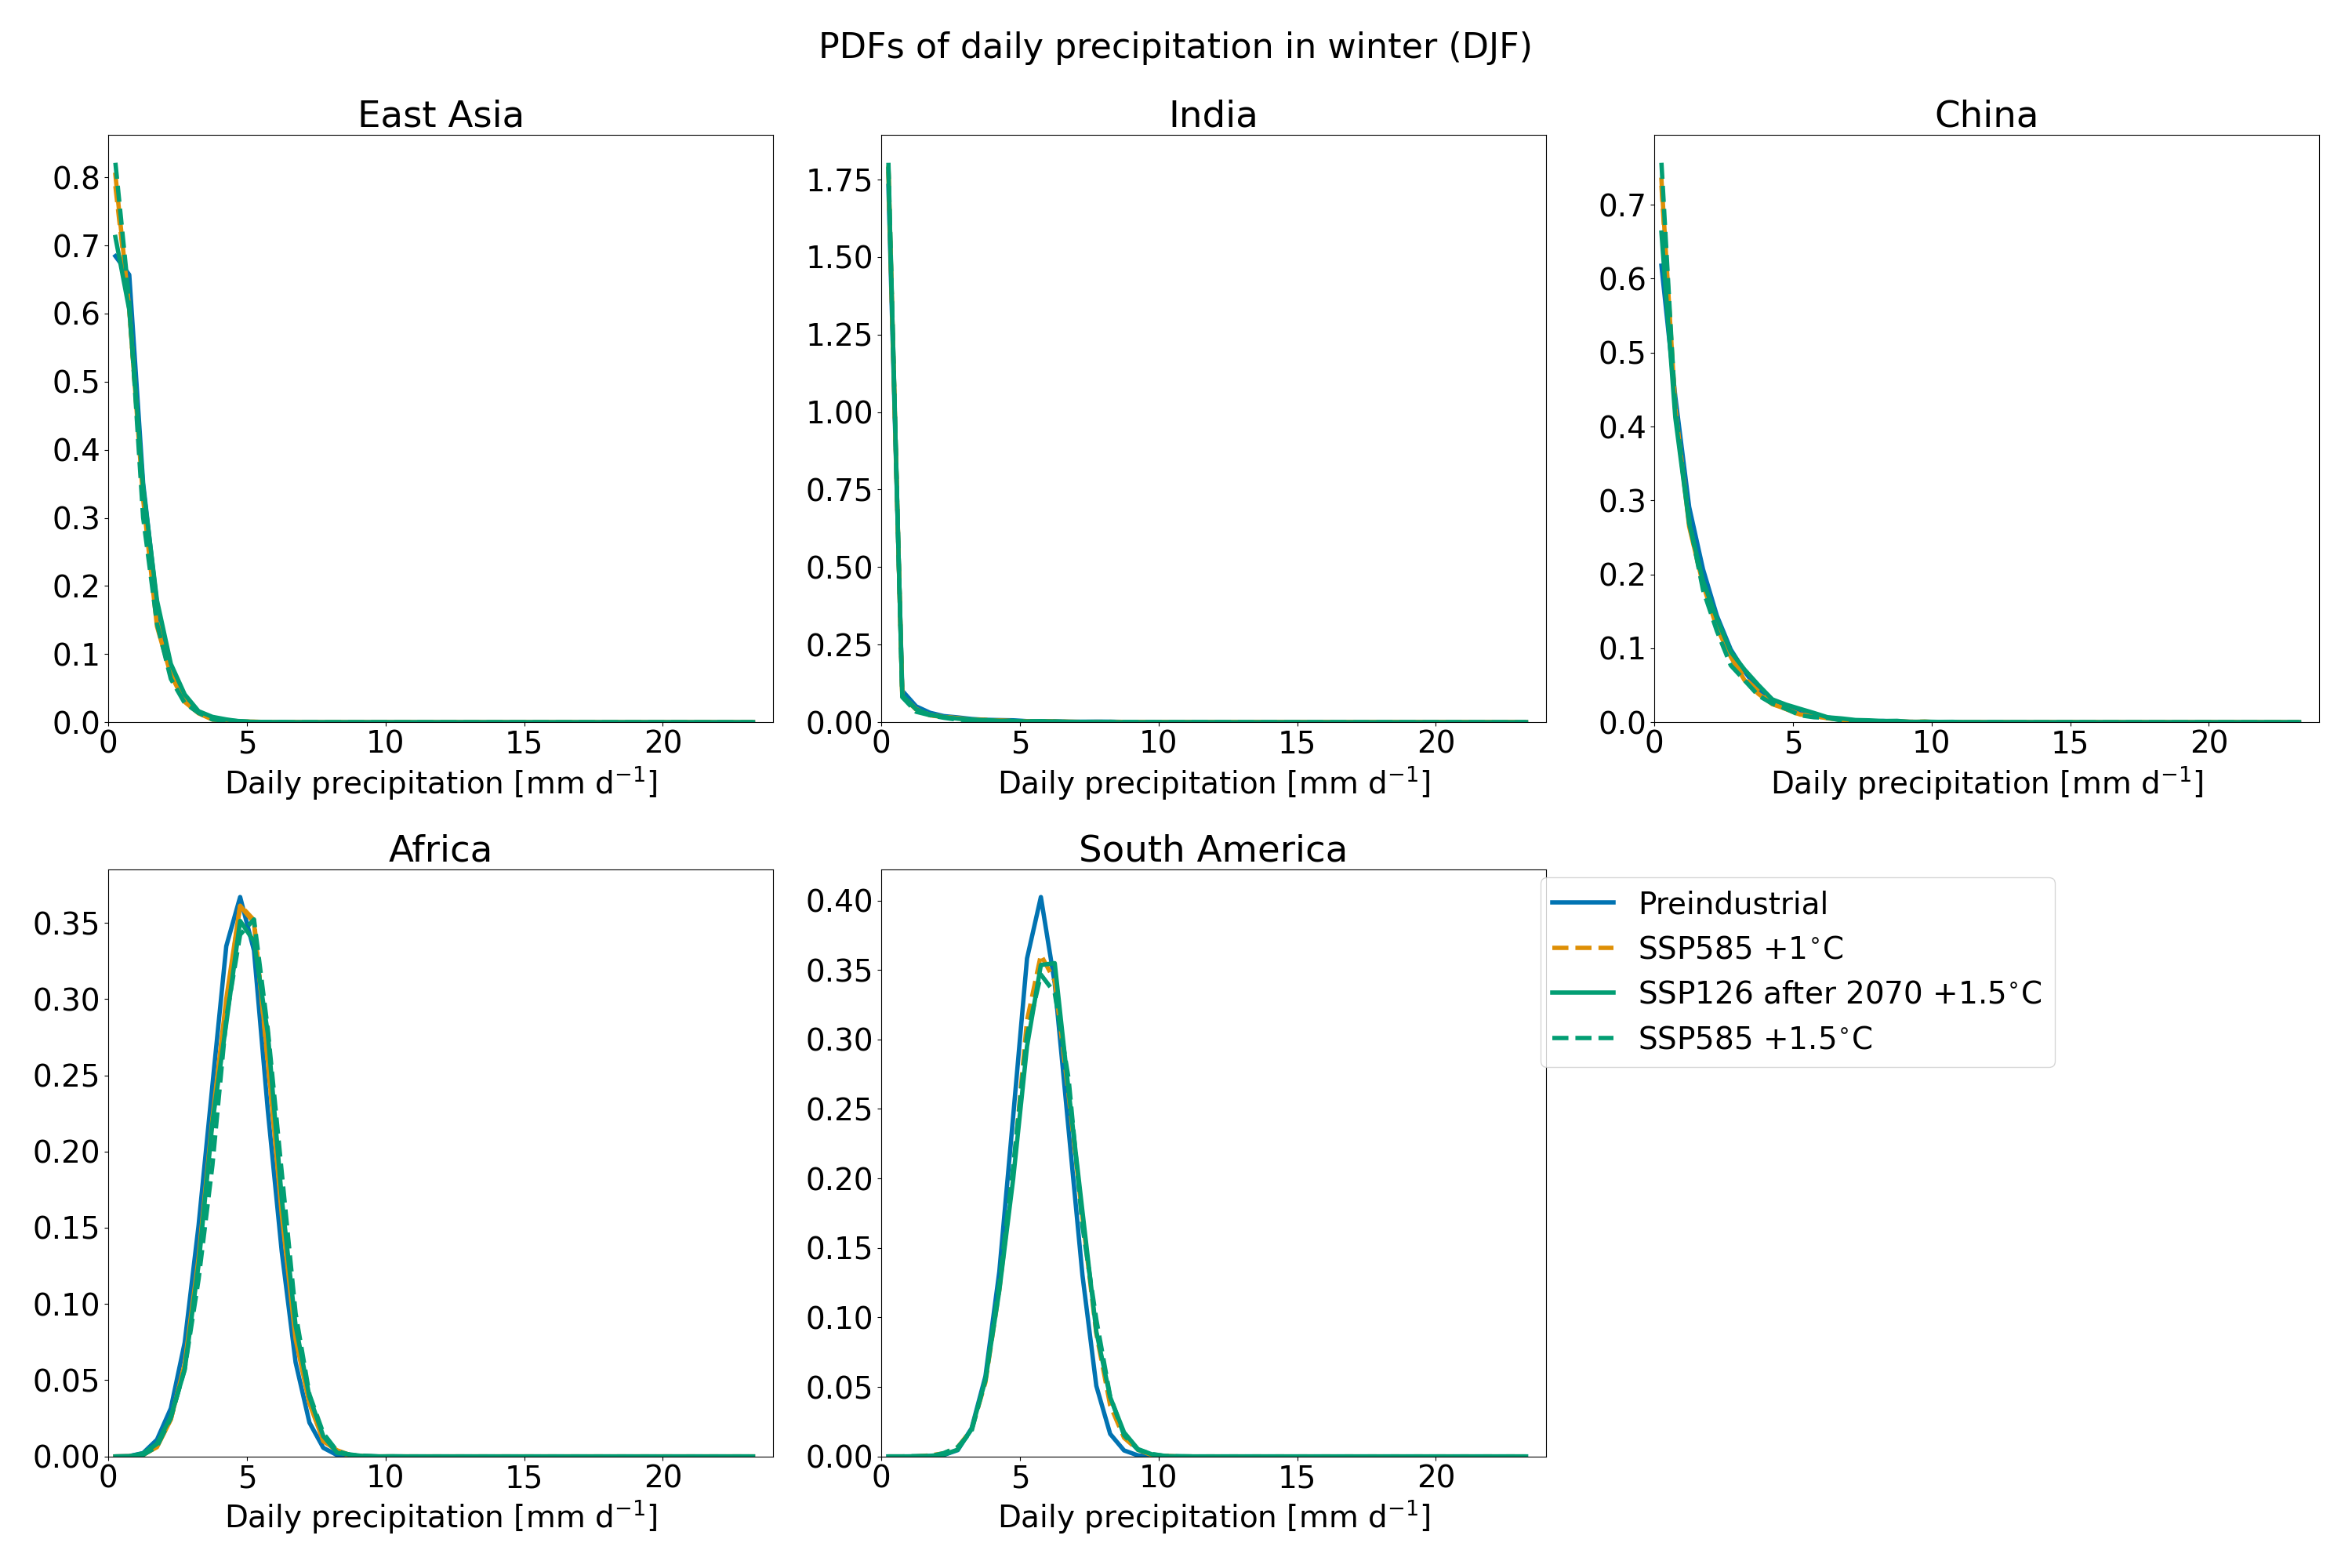 PDFs of daily precipitation in winter (DJF)
East Asia
0.8
0.7
0.6
0.5
0.4
0.3
0.2
0.1
0.0
0 5 10 15 20
Daily precipitation [mm d⁻¹]
India
1.75
1.50
1.25
1.00
0.75
0.50
0.25
0.00
0 5 10 15 20
Daily precipitation [mm d⁻¹]
China
0.7
0.6
0.5
0.4
0.3
0.2
0.1
0.0
0 5 10 15 20
Daily precipitation [mm d⁻¹]
Africa
0.35
0.30
0.25
0.20
0.15
0.10
0.05
0.00
0 5 10 15 20
Daily precipitation [mm d⁻¹]
South America
0.40
0.35
0.30
0.25
0.20
0.15
0.10
0.05
0.00
0 5 10 15 20
Daily precipitation [mm d⁻¹]
Preindustrial
SSP585 +1°C
SSP126 after 2070 +1.5°C
SSP585 +1.5°C